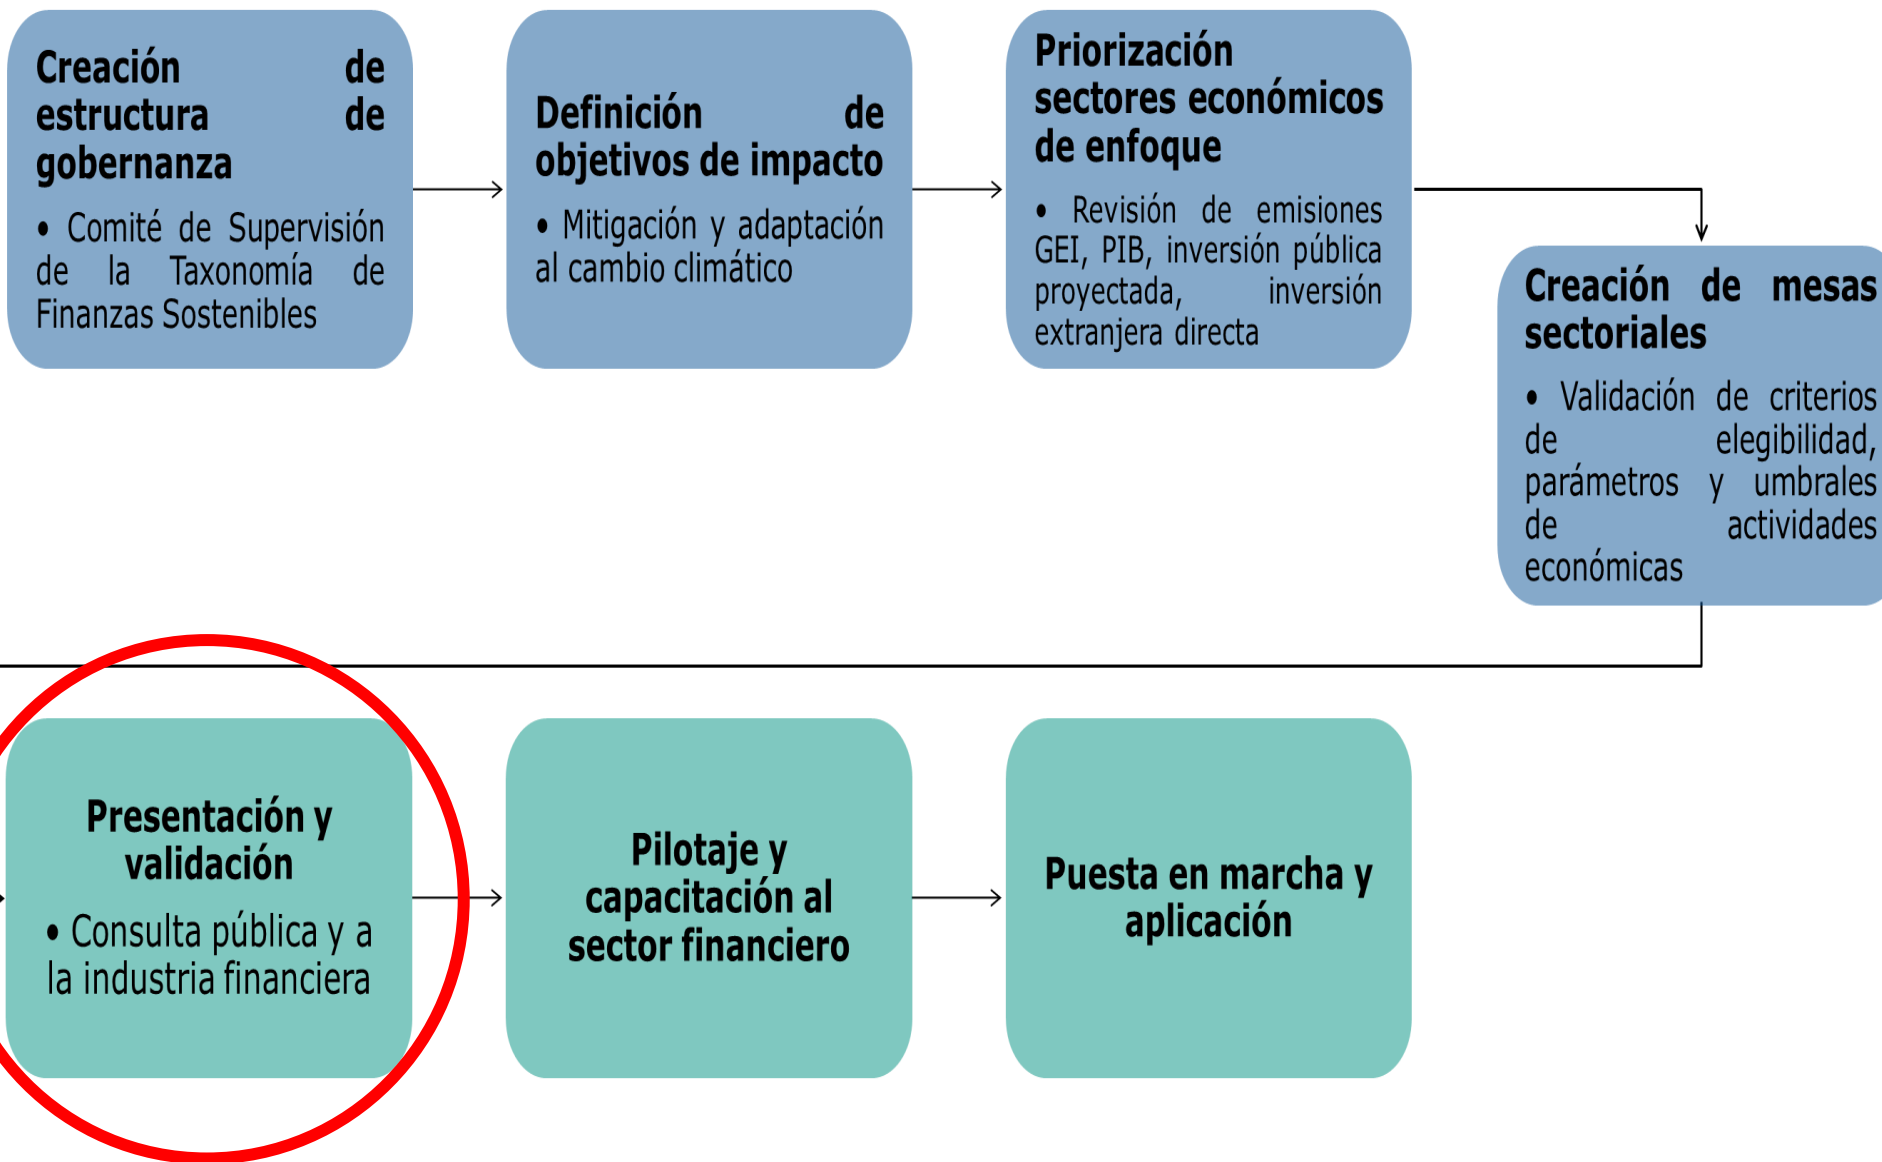 Creación de
estructura de
gobernanza
• Comité de Supervisión
de la Taxonomía de
Finanzas Sostenibles
Definición de
objetivos de impacto
• Mitigación y adaptación
al cambio climático
Priorización
sectores económicos
de enfoque
• Revisión de emisiones
GEI, PIB, inversión pública
proyectada, inversión
extranjera directa
Creación de mesas
sectoriales
• Validación de criterios
de elegibilidad,
parámetros y umbrales
de actividades
económicas
Presentación y
validación
• Consulta pública y a
la industria financiera
Pilotaje y
capacitación al
sector financiero
Puesta en marcha y
aplicación